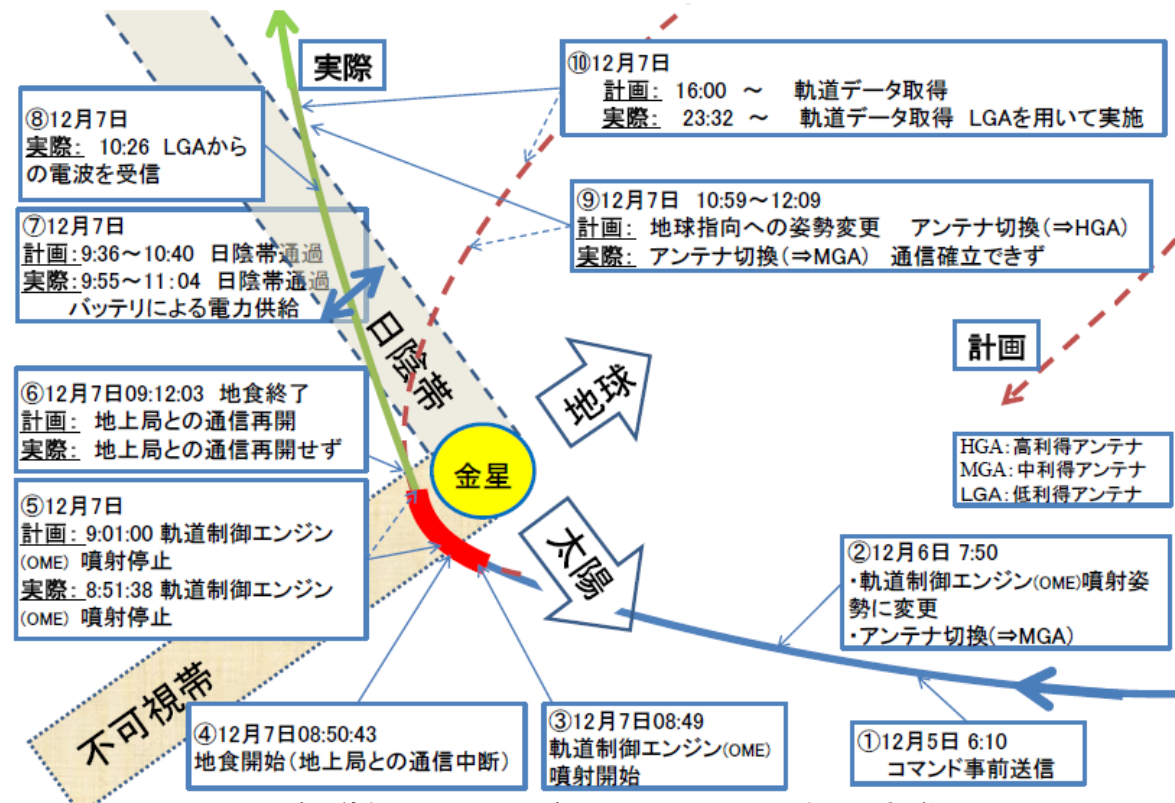 実際
⑩12月7日
計画: 16:00 ～ 軌道データ取得
実際: 23:32 ～ 軌道データ取得 LGAを用いて実施
⑧12月7日
実際: 10:26 LGAから
の電波を受信
⑨12月7日 10:59～12:09
計画: 地球指向への姿勢変更 アンテナ切換(⇒HGA)
実際: アンテナ切換(⇒MGA) 通信確立できず
⑦12月7日
計画:9:36～10:40 日陰帯通過
実際:9:55～11:04 日陰帯通過
バッテリによる電力供給
日陰帯
地球
計画
⑥12月7日09:12:03 地食終了
計画: 地上局との通信再開
実際: 地上局との通信再開せず
金星
HGA:高利得アンテナ
MGA:中利得アンテナ
LGA:低利得アンテナ
⑤12月7日
計画: 9:01:00 軌道制御エンジン
(OME) 噴射停止
実際: 8:51:38 軌道制御エンジン
(OME) 噴射停止
太陽
②12月6日 7:50
・軌道制御エンジン(OME)噴射姿
勢に変更
・アンテナ切換(⇒MGA)
不可視帯
④12月7日08:50:43
地食開始(地上局との通信中断)
③12月7日08:49
軌道制御エンジン(OME)
噴射開始
①12月5日 6:10
コマンド事前送信